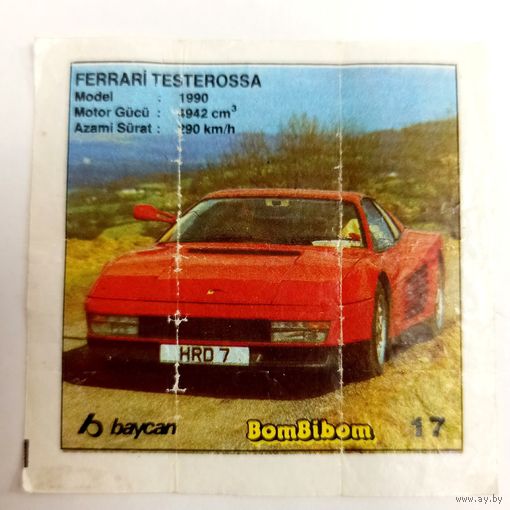 FERRARİ TESTEROSSA
Model : 1990
Motor Gücü : 4942 cm³
Azami Sürat : 290 km/h
HRD 7
baycan
BomBibom
17
www.ay.by